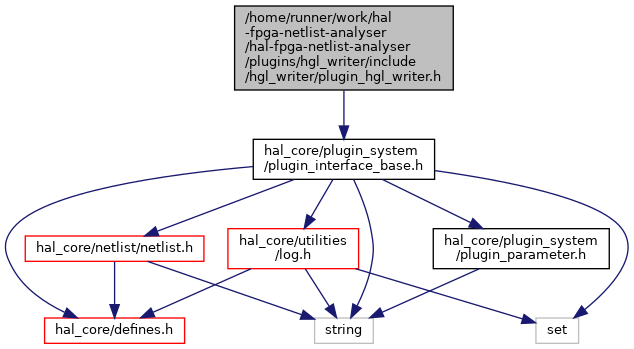 /home/runner/work/hal
-fpga-netlist-analyser
/hal-fpga-netlist-analyser
/plugins/hgl_writer/include
/hgl_writer/plugin_hgl_writer.h
hal_core/plugin_system
/plugin_interface_base.h
hal_core/netlist/netlist.h
hal_core/utilities
/log.h
hal_core/plugin_system
/plugin_parameter.h
hal_core/defines.h
string
set